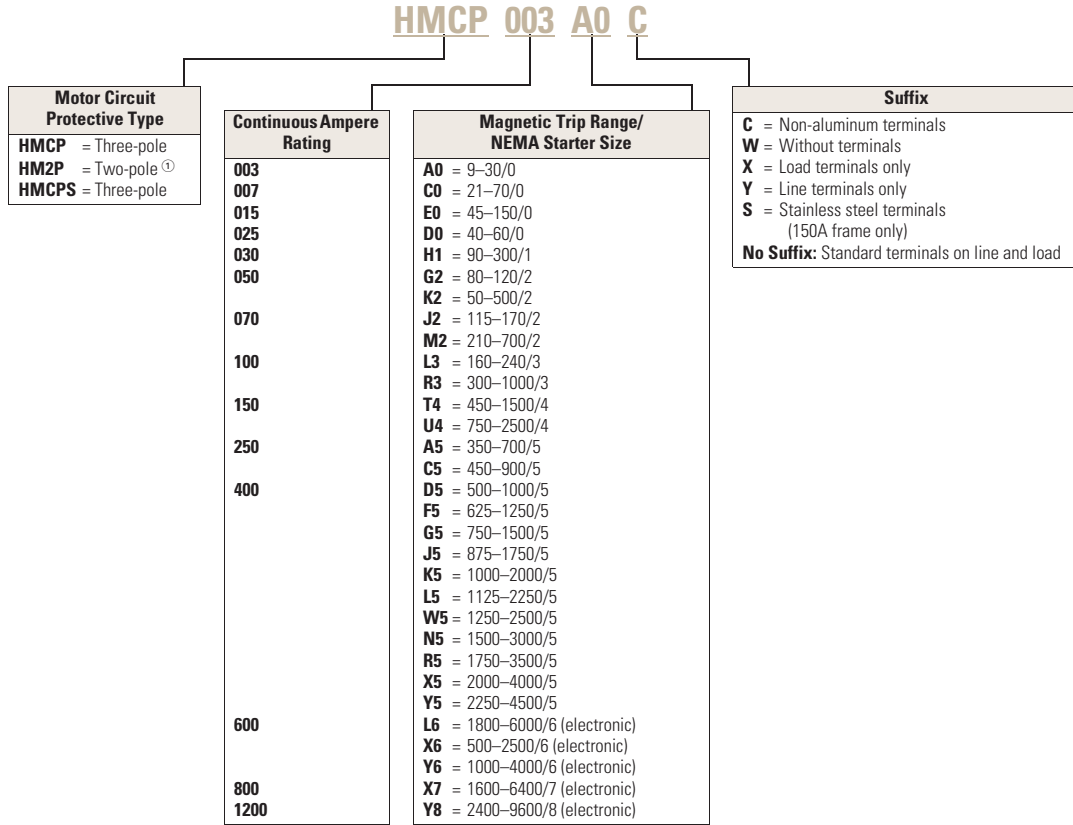 HMCP 003 A0 C
Motor Circuit
Protective Type
HMCP = Three-pole
HM2P = Two-pole ①
HMCPS = Three-pole
Continuous Ampere
Rating
003
007
015
025
030
050
070
100
150
250
400
600
800
1200
Magnetic Trip Range/
NEMA Starter Size
A0 = 9–30/0
C0 = 21–70/0
E0 = 45–150/0
D0 = 40–60/0
H1 = 90–300/1
G2 = 80–120/2
K2 = 50–500/2
J2 = 115–170/2
M2 = 210–700/2
L3 = 160–240/3
R3 = 300–1000/3
T4 = 450–1500/4
U4 = 750–2500/4
A5 = 350–700/5
C5 = 450–900/5
D5 = 500–1000/5
F5 = 625–1250/5
G5 = 750–1500/5
J5 = 875–1750/5
K5 = 1000–2000/5
L5 = 1125–2250/5
W5 = 1250–2500/5
N5 = 1500–3000/5
R5 = 1750–3500/5
X5 = 2000–4000/5
Y5 = 2250–4500/5
L6 = 1800–6000/6 (electronic)
X6 = 500–2500/6 (electronic)
Y6 = 1000–4000/6 (electronic)
X7 = 1600–6400/7 (electronic)
Y8 = 2400–9600/8 (electronic)
Suffix
C = Non-aluminum terminals
W = Without terminals
X = Load terminals only
Y = Line terminals only
S = Stainless steel terminals
(150A frame only)
No Suffix: Standard terminals on line and load